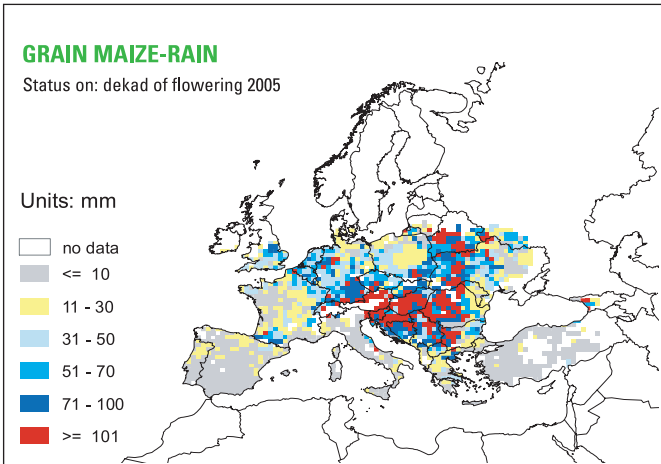 GRAIN MAIZE-RAIN
Status on: dekad of flowering 2005
Units: mm
no data
<= 10
11 - 30
31 - 50
51 - 70
71 - 100
>= 101